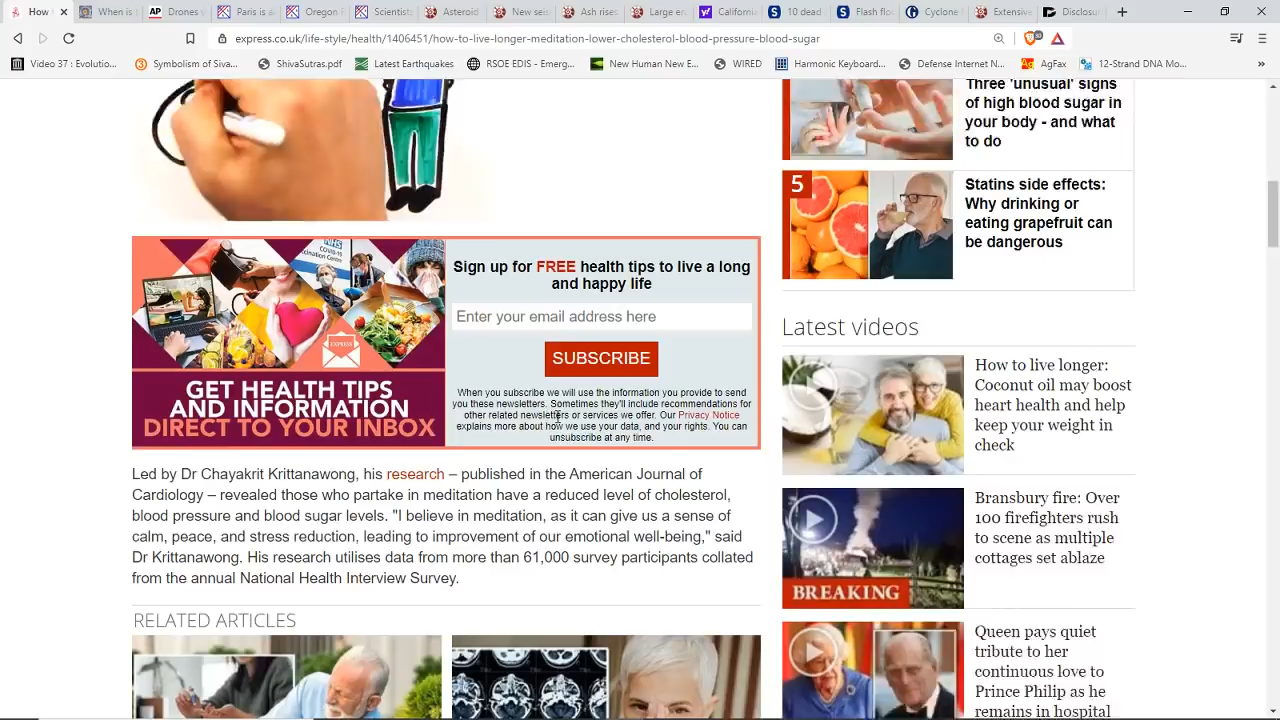 How t
When is t
AP Drones v
Paris is a
Oregon F
Scientist
Asteroid
New seis
Ash rises
Large er
California
10 dead
Flash flo
Cyclone
Extensive
Disclosu
express.co.uk/life-style/health/1406451/how-to-live-longer-meditation-lower-cholesterol-blood-pressure-blood-sugar
Video 37 : Evolutio...
Symbolism of Siva...
ShivaSutras.pdf
Latest Earthquakes
RSOE EDIS - Emerg...
New Human New E...
WIRED
Harmonic Keyboard...
Defense Internet N...
Ag AgFax
12-Strand DNA Mo...
Three 'unusual' signs
of high blood sugar in
your body - and what
to do
5
Statins side effects:
Why drinking or
eating grapefruit can
be dangerous
NHS
COVID-19
EXPRESS
GET HEALTH TIPS
AND INFORMATION
DIRECT TO YOUR INBOX
Sign up for FREE health tips to live a long
and happy life
Enter your email address here
SUBSCRIBE
When you subscribe we will use the information you provide to send
you these newsletters. Sometimes they'll include recommendations for
other related newsletters or services we offer. Our Privacy Notice
explains more about how we use your data, and your rights. You can
unsubscribe at any time.
Led by Dr Chayakrit Krittanawong, his research – published in the American Journal of
Cardiology – revealed those who partake in meditation have a reduced level of cholesterol,
blood pressure and blood sugar levels. "I believe in meditation, as it can give us a sense of
calm, peace, and stress reduction, leading to improvement of our emotional well-being," said
Dr Krittanawong. His research utilises data from more than 61,000 survey participants collated
from the annual National Health Interview Survey.
RELATED ARTICLES
Latest videos
How to live longer:
Coconut oil may boost
heart health and help
keep your weight in
check
BREAKING
Bransbury fire: Over
100 firefighters rush
to scene as multiple
cottages set ablaze
Queen pays quiet
tribute to her
continuous love to
Prince Philip as he
remains in hospital